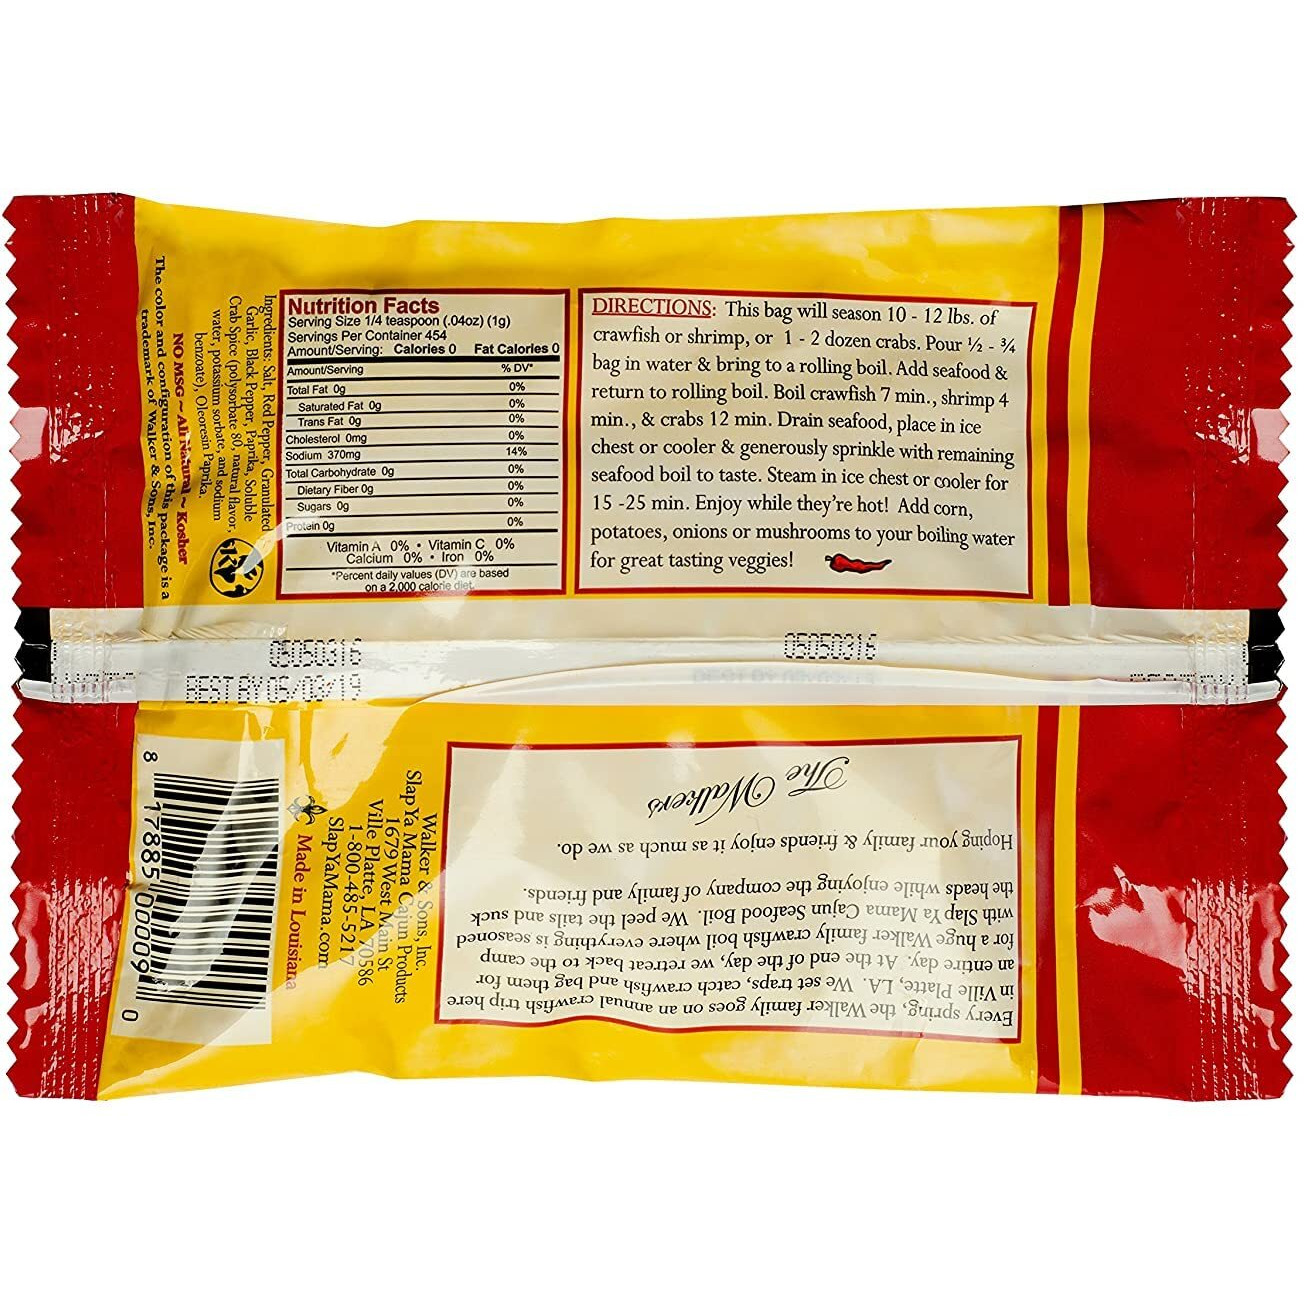 The color and configuration of this package is a
trademark of Walker & Sons, Inc.
NO MSG ~ All Natural ~ Kosher
Ingredients: Salt, Red Pepper, Granulated
Garlic, Black Pepper, Paprika, Soluble
Crab Spice (polysorbate 80, natural flavor,
water, potassium sorbate, and sodium
benzoate), Oleoresin Paprika.
Nutrition Facts
Serving Size 1/4 teaspoon (.04oz) (1g)
Servings Per Container 454
Amount/Serving: Calories 0 Fat Calories 0
Amount/Serving % DV*
Total Fat 0g 0%
Saturated Fat 0g 0%
Trans Fat 0g 0%
Cholesterol 0mg 0%
Sodium 370mg 14%
Total Carbohydrate 0g 0%
Dietary Fiber 0g 0%
Sugars 0g 0%
Protein 0g 0%
Vitamin A 0% • Vitamin C 0%
Calcium 0% • Iron 0%
*Percent daily values (DV) are based
on a 2,000 calorie diet.
DIRECTIONS: This bag will season 10 - 12 lbs. of
crawfish or shrimp, or 1 - 2 dozen crabs. Pour ½ - ¾
bag in water & bring to a rolling boil. Add seafood &
return to rolling boil. Boil crawfish 7 min., shrimp 4
min., & crabs 12 min. Drain seafood, place in ice
chest or cooler & generously sprinkle with remaining
seafood boil to taste. Steam in ice chest or cooler for
15 -25 min. Enjoy while they're hot! Add corn,
potatoes, onions or mushrooms to your boiling water
for great tasting veggies!
05050316
05050316
BEST BY 05/03/19
8 17885 00009 0
Made in Louisiana
Walker & Sons, Inc.
Slap Ya Mama Cajun Products
1679 West Main St
Ville Platte, LA 70586
1-800-485-5217
SlapYaMama.com
Every spring, the Walker family goes on an annual crawfish trip here
in Ville Platte, LA. We set traps, catch crawfish and bag them for
an entire day. At the end of the day, we retreat back to the camp
for a huge Walker family crawfish boil where everything is seasoned
with Slap Ya Mama Cajun Seafood Boil. We peel the tails and suck
the heads while enjoying the company of family and friends.
Hoping your family & friends enjoy it as much as we do.
The Walkers